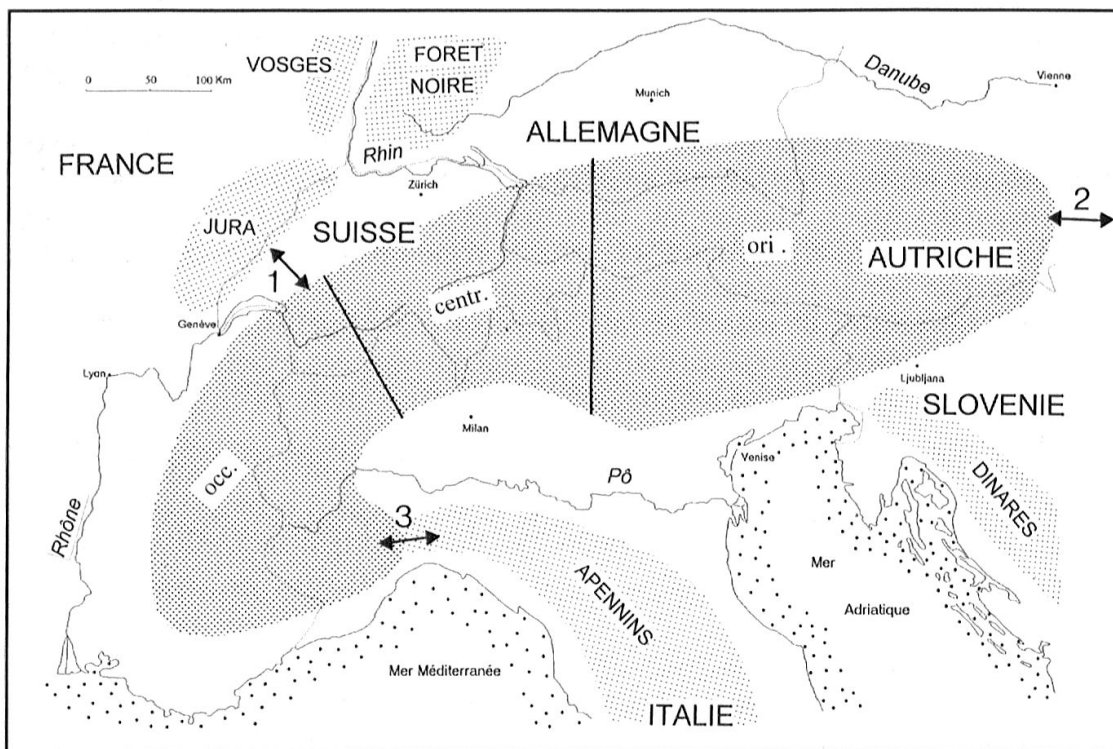 VOSGES
FORET
NOIRE
0 50 100 Km
Danube
Vienne
Munich
ALLEMAGNE
FRANCE
Rhin
Zürich
2
JURA
SUISSE
ori.
AUTRICHE
1
centr.
Genève
Lyon
Ljubljana
SLOVENIE
Milan
Venise
occ.
Pô
DINARES
Rhône
3
Mer
Adriatique
APENNINS
Mer Méditerranée
ITALIE